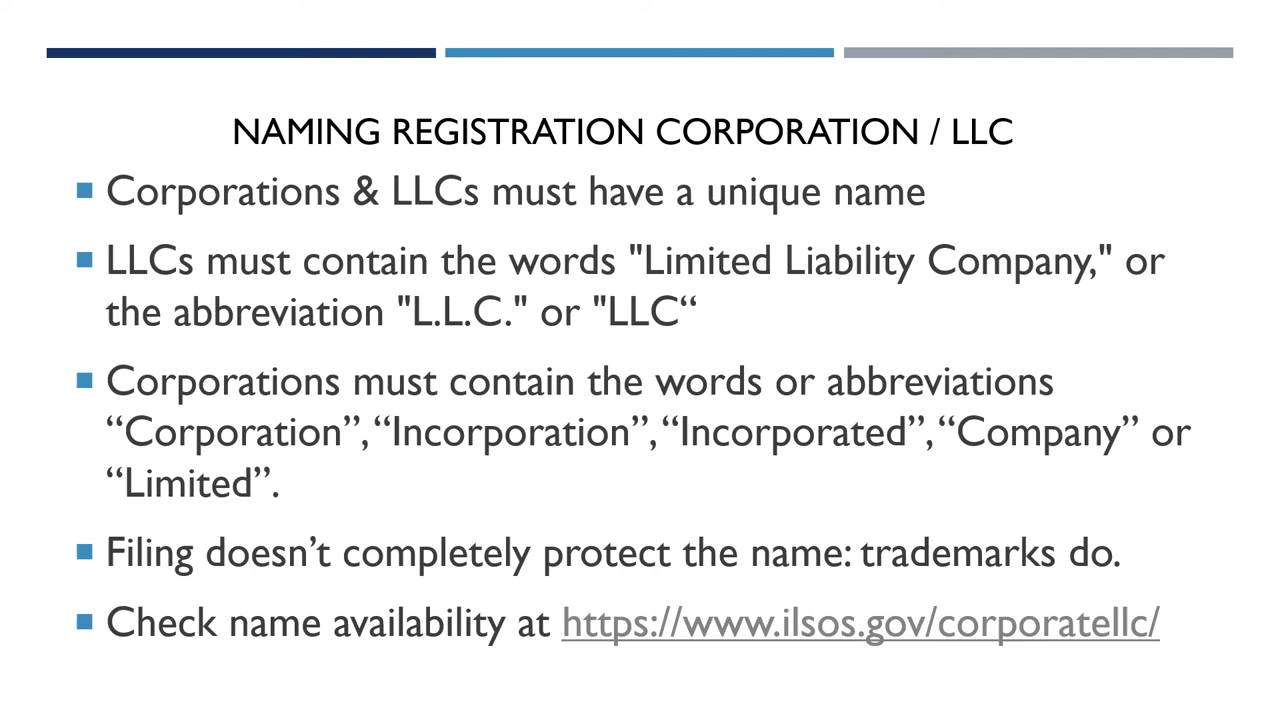 NAMING REGISTRATION CORPORATION / LLC
Corporations & LLCs must have a unique name
LLCs must contain the words "Limited Liability Company," or
the abbreviation "L.L.C." or "LLC“
Corporations must contain the words or abbreviations
“Corporation”, “Incorporation”, “Incorporated”, “Company” or
“Limited”.
Filing doesn’t completely protect the name: trademarks do.
Check name availability at https://www.ilsos.gov/corporatellc/